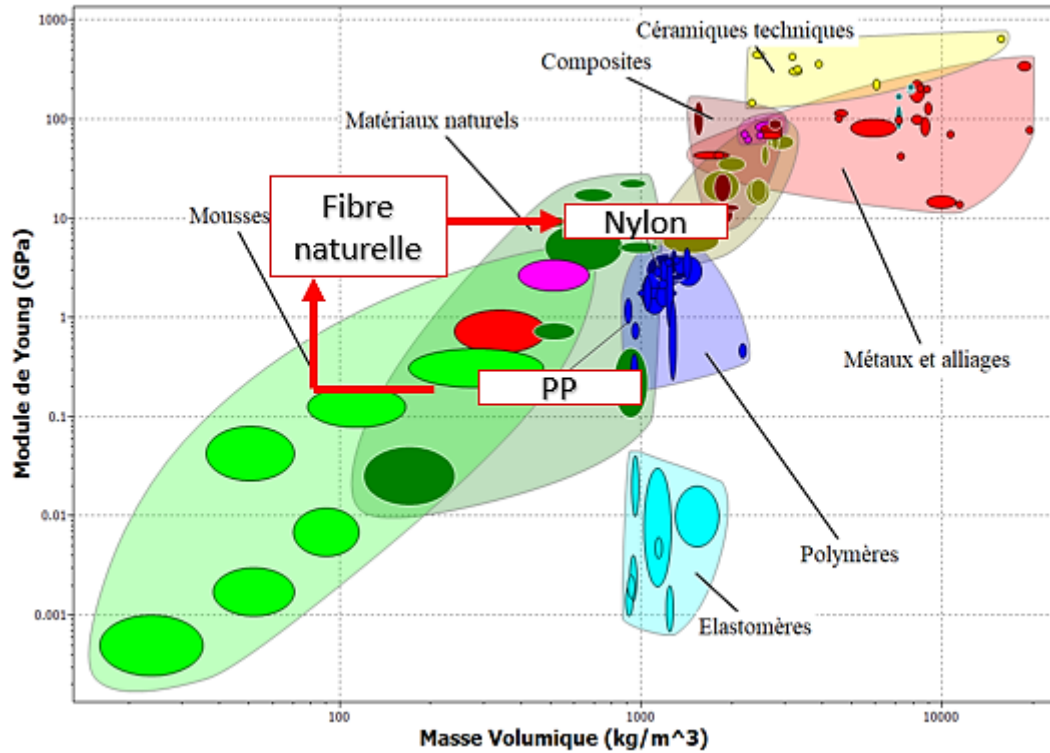 1000
100
10
1
0.1
0.01
0.001
Module de Young (GPa)
Céramiques techniques
Composites
Matériaux naturels
Mousses
Fibre
naturelle
Nylon
PP
Métaux et alliages
Polymères
Elastomères
100
1000
10000
Masse Volumique (kg/m^3)